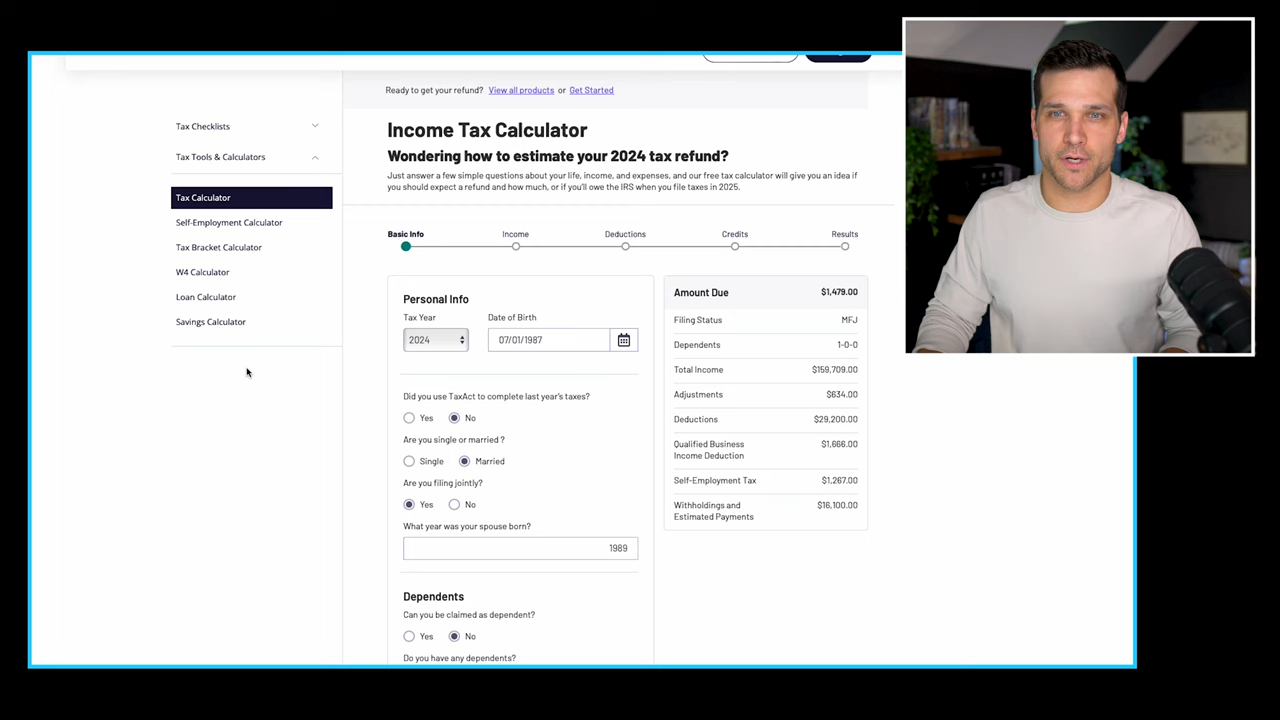 Ready to get your refund? View all products or Get Started
Tax Checklists
Tax Tools & Calculators
Tax Calculator
Self-Employment Calculator
Tax Bracket Calculator
W4 Calculator
Loan Calculator
Savings Calculator
Income Tax Calculator
Wondering how to estimate your 2024 tax refund?
Just answer a few simple questions about your life, income, and expenses, and our free tax calculator will give you an idea if
you should expect a refund and how much, or if you'll owe the IRS when you file taxes in 2025.
Basic Info Income Deductions Credits Results
Personal Info
Tax Year Date of Birth
2024 07/01/1987
Did you use TaxAct to complete last year's taxes?
Yes No
Are you single or married ?
Single Married
Are you filing jointly?
Yes No
What year was your spouse born?
1989
Dependents
Can you be claimed as dependent?
Yes No
Do you have any dependents?
Amount Due $1,479.00
Filing Status MFJ
Dependents 1-0-0
Total Income $159,709.00
Adjustments $634.00
Deductions $29,200.00
Qualified Business $1,666.00
Income Deduction
Self-Employment Tax $1,267.00
Withholdings and $16,100.00
Estimated Payments